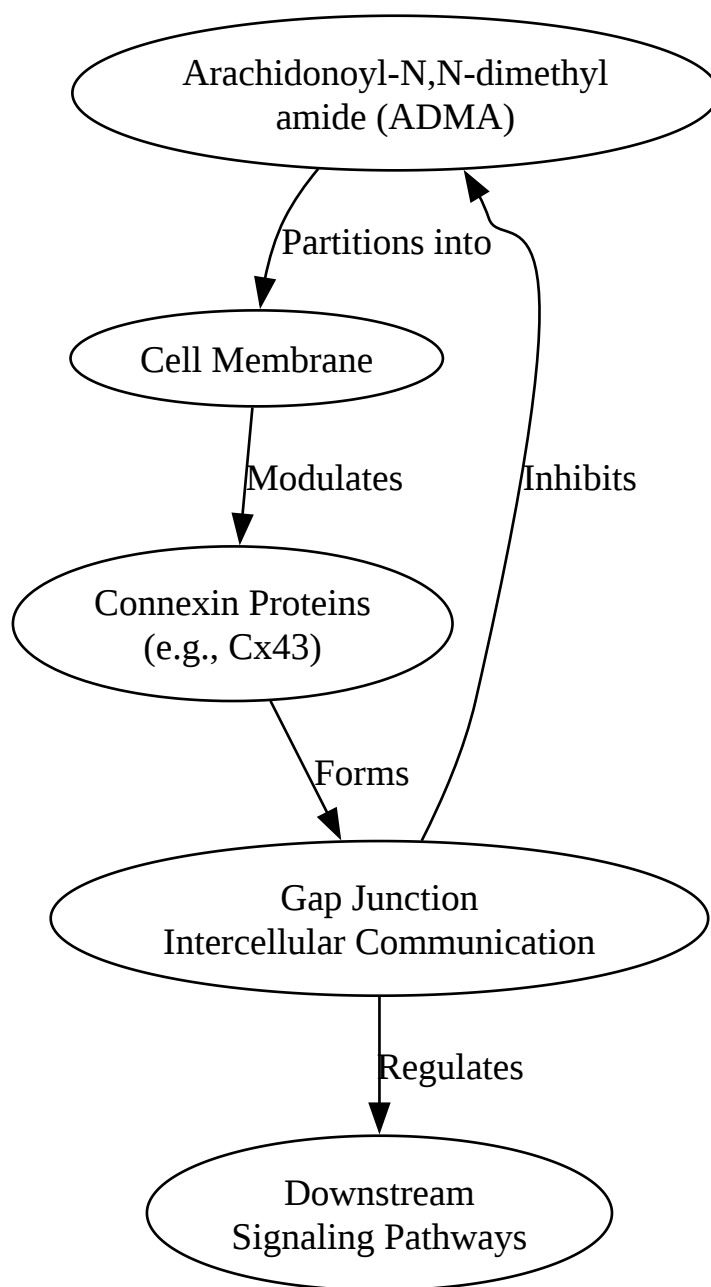 Arachidonoyl-N,N-dimethyl
amide (ADMA)
Partitions into
Cell Membrane
Modulates
Inhibits
Connexin Proteins
(e.g., Cx43)
Forms
Gap Junction
Intercellular Communication
Regulates
Downstream
Signaling Pathways